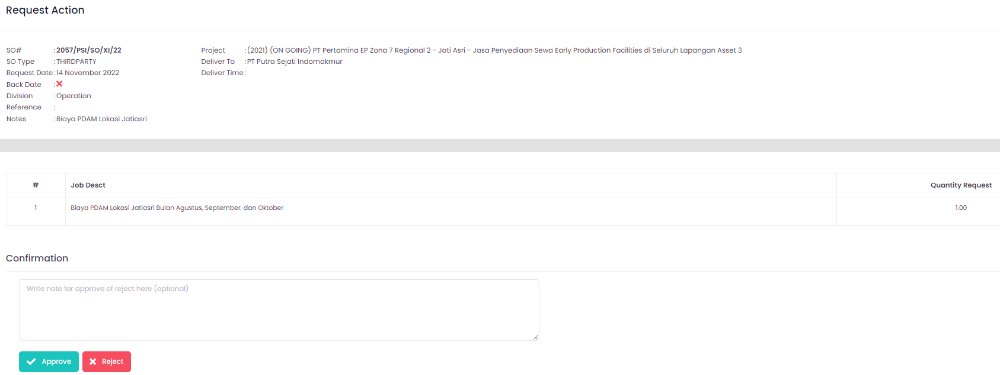 Request Action
SO# : 2057/PSI/SO/XI/22
SO Type : THIRDPARTY
Request Date : 14 November 2022
Back Date :
Division : Operation
Reference :
Notes : Biaya PDAM Lokasi Jatiasri
Project : (2021) (ON GOING) PT Pertamina EP Zona 7 Regional 2 - Jati Asri - Jasa Penyediaan Sewa Early Production Facilities di Seluruh Lapangan Asset 3
Deliver To : PT Putra Sejati Indomakmur
Deliver Time :
# Job Desct Quantity Request
1 Biaya PDAM Lokasi Jatiasri Bulan Agustus, September, dan Oktober 1.00
Confirmation
Write note for approve of reject here (optional)
Approve Reject